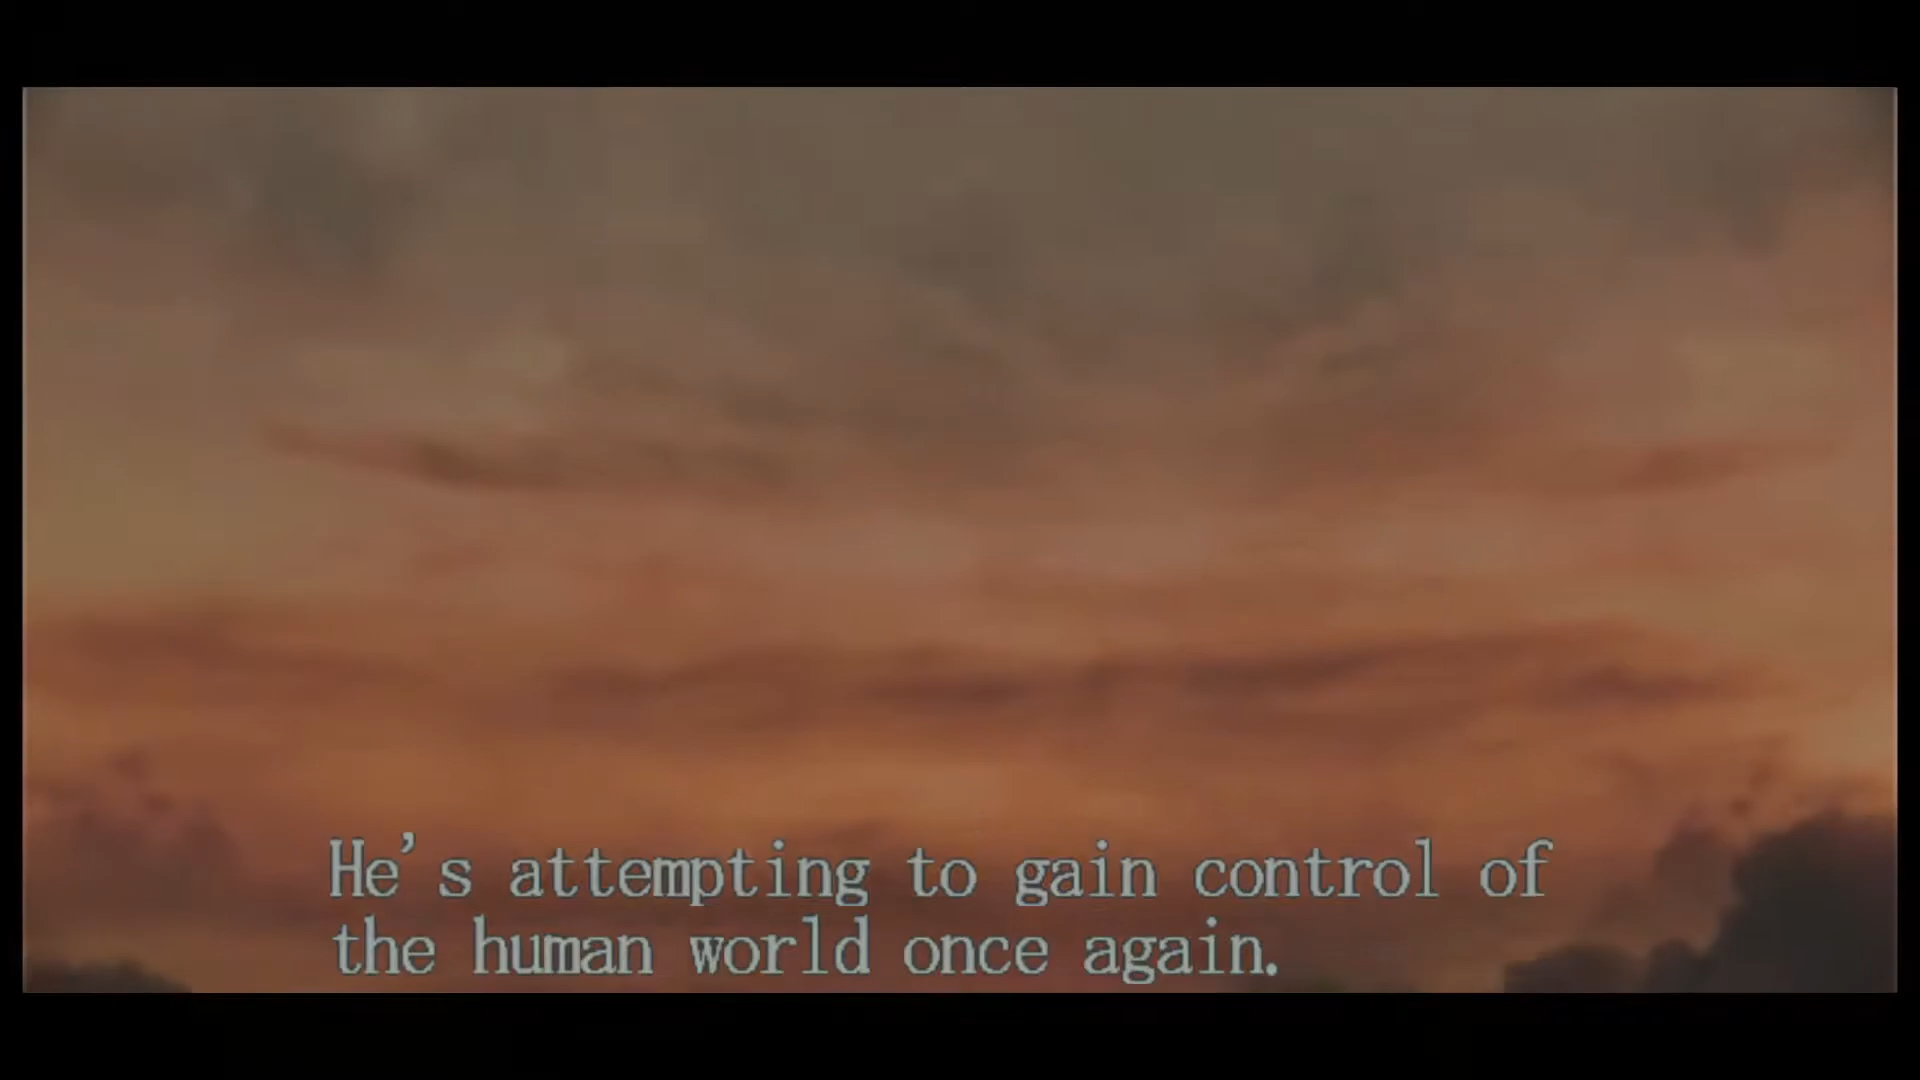 He's attempting to gain control of
the human world once again.